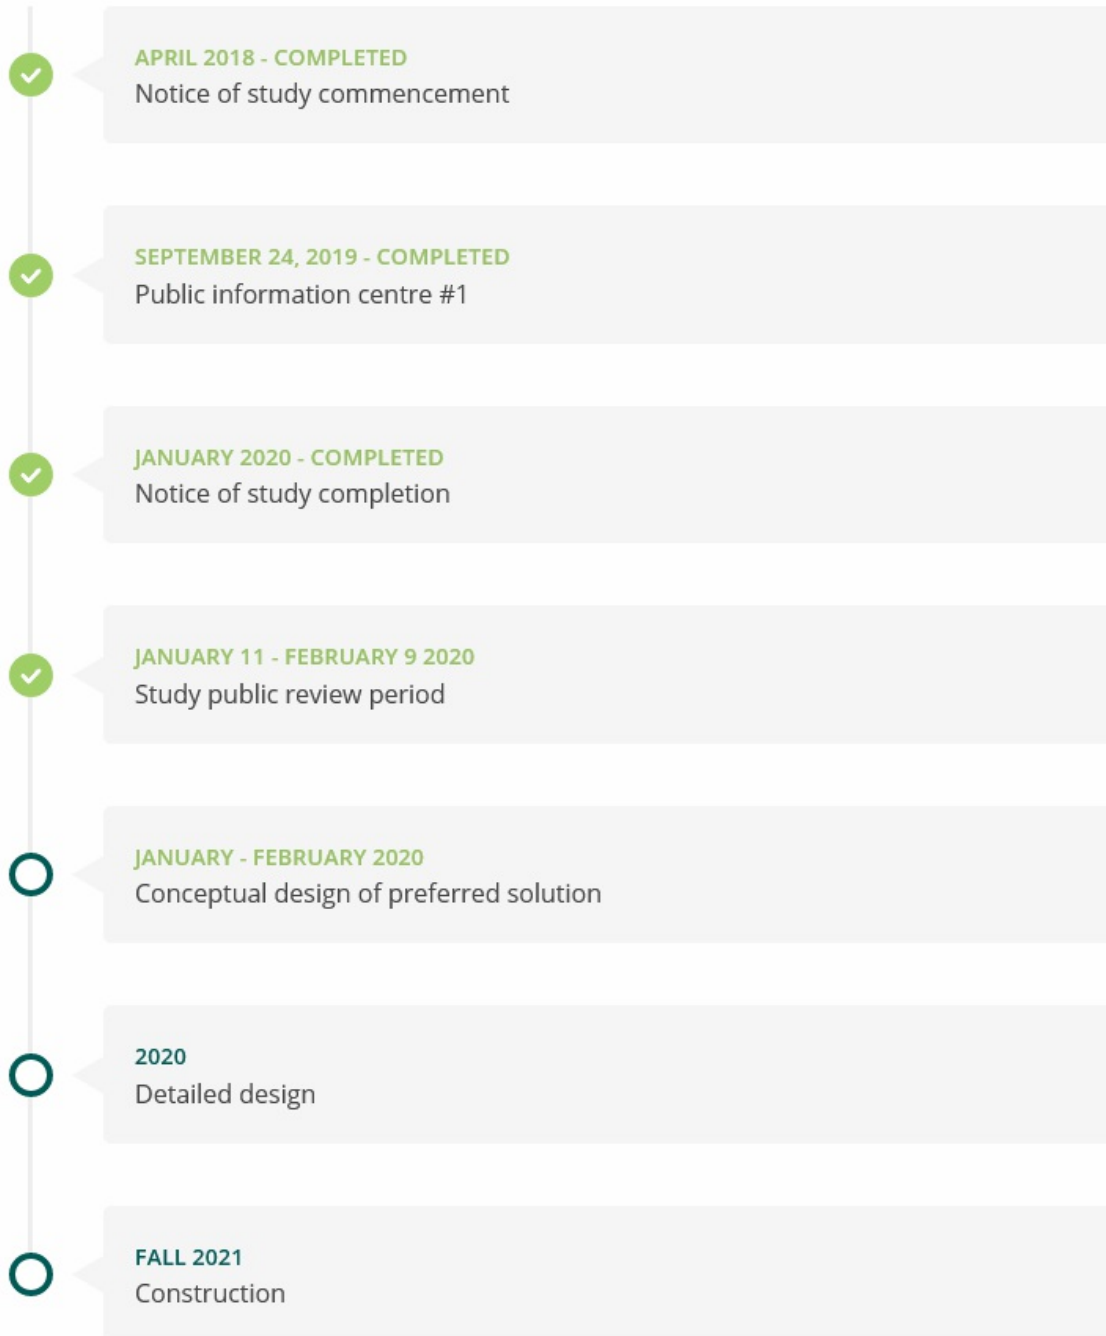 APRIL 2018 - COMPLETED
Notice of study commencement
SEPTEMBER 24, 2019 - COMPLETED
Public information centre #1
JANUARY 2020 - COMPLETED
Notice of study completion
JANUARY 11 - FEBRUARY 9 2020
Study public review period
JANUARY - FEBRUARY 2020
Conceptual design of preferred solution
2020
Detailed design
FALL 2021
Construction